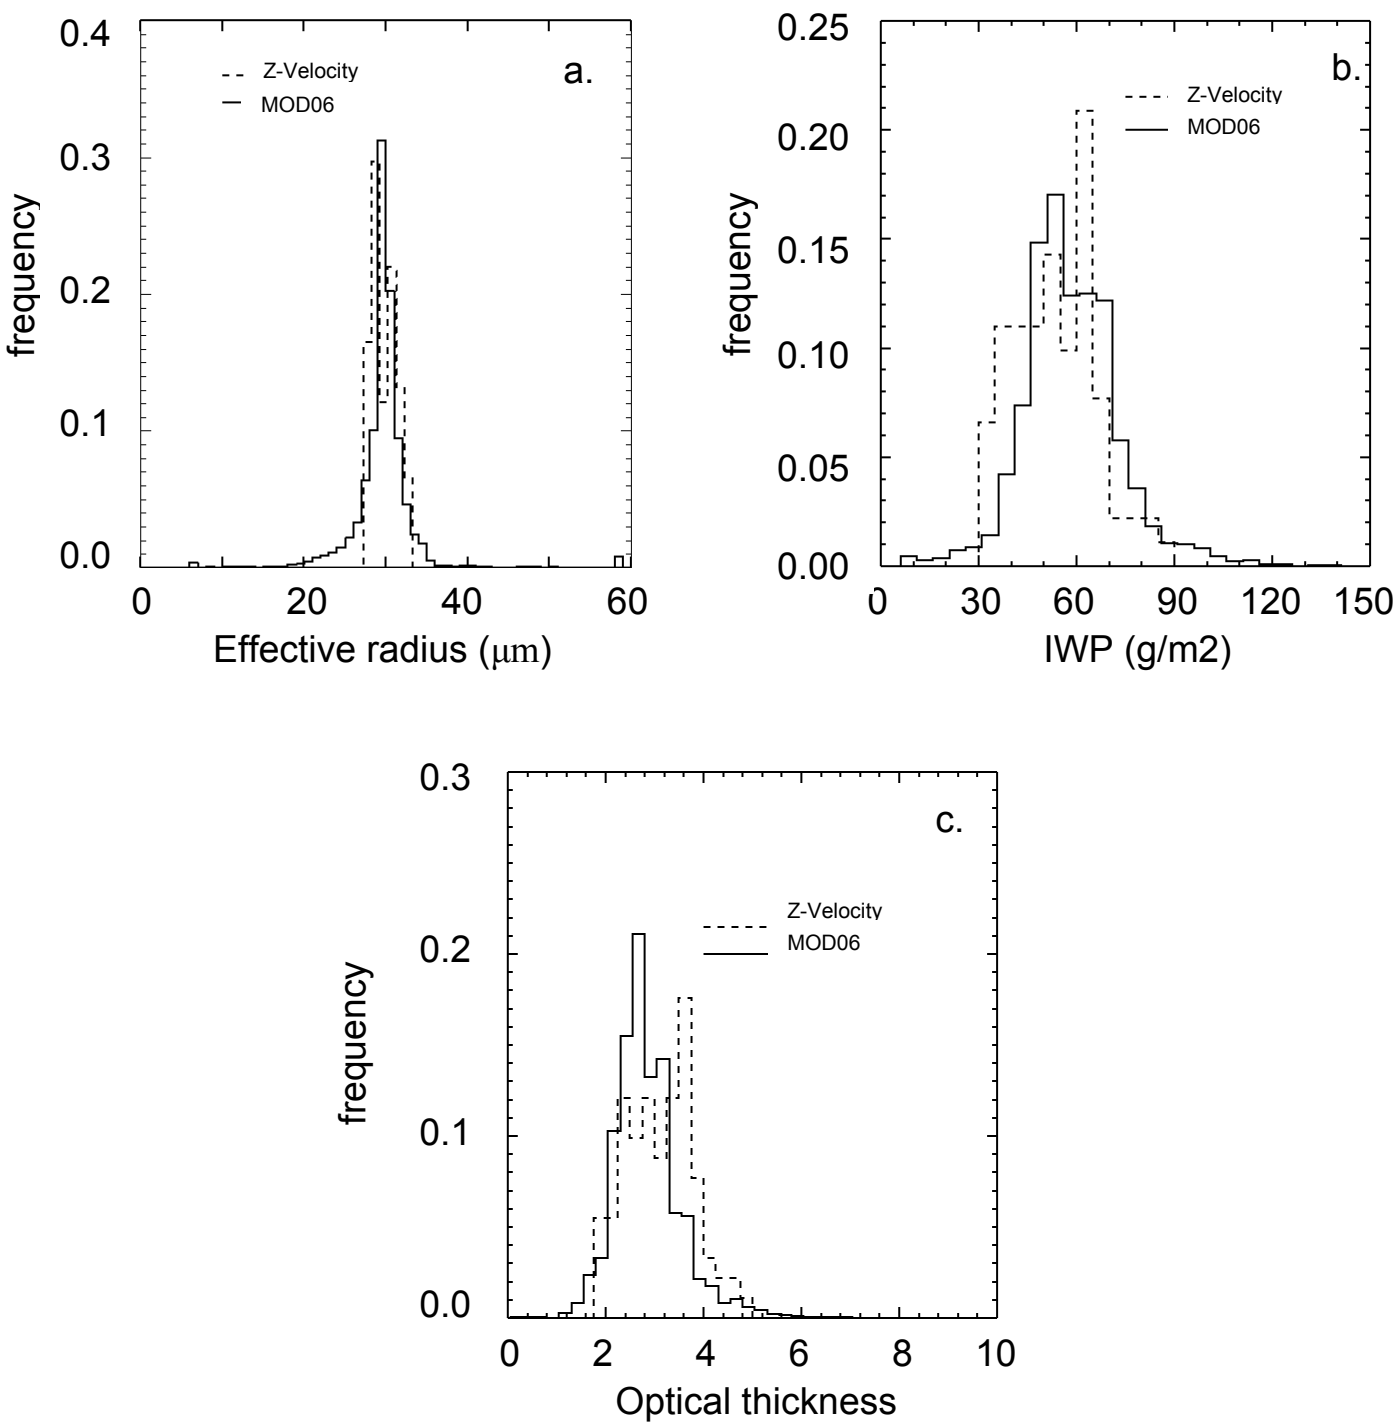 0.4
0.3
0.2
0.1
0.0
frequency
Z-Velocity
MOD06
a.
0 20 40 60
Effective radius (μm)
0.25
0.20
0.15
0.10
0.05
0.00
frequency
b.
Z-Velocity
MOD06
0 30 60 90 120 150
IWP (g/m2)
0.3
0.2
0.1
0.0
frequency
c.
Z-Velocity
MOD06
0 2 4 6 8 10
Optical thickness